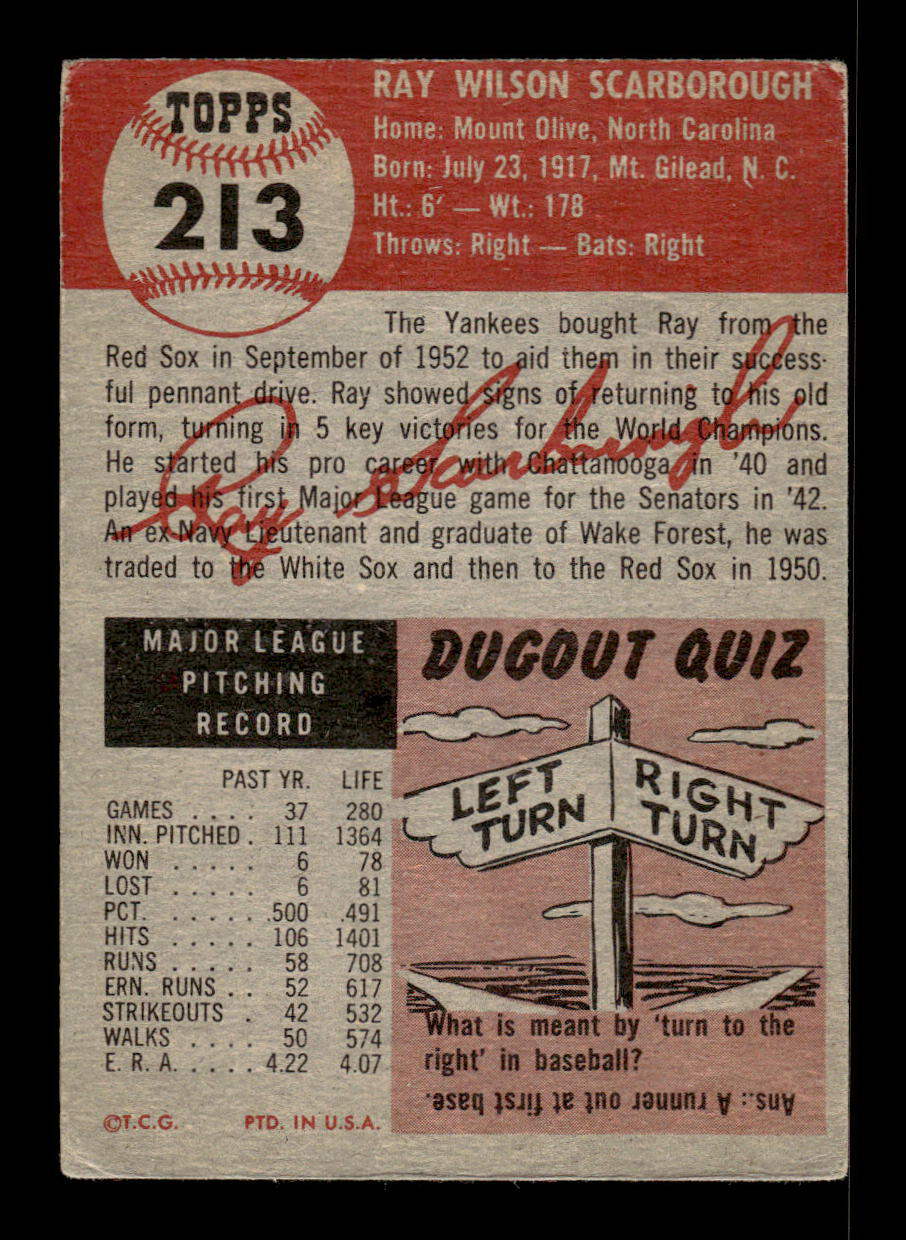 TOPPS
213
RAY WILSON SCARBOROUGH
Home: Mount Olive, North Carolina
Born: July 23, 1917, Mt. Gilead, N. C.
Ht.: 6' — Wt.: 178
Throws: Right — Bats: Right
The Yankees bought Ray from the
Red Sox in September of 1952 to aid them in their success-
ful pennant drive. Ray showed signs of returning to his old
form, turning in 5 key victories for the World Champions.
He started his pro career with Chattanooga in '40 and
played his first Major League game for the Senators in '42.
An ex-Navy Lieutenant and graduate of Wake Forest, he was
traded to the White Sox and then to the Red Sox in 1950.
Ray Scarborough
MAJOR LEAGUE
PITCHING
RECORD
PAST YR. LIFE
GAMES . . . . 37 280
INN. PITCHED . 111 1364
WON . . . . . 6 78
LOST . . . . . 6 81
PCT. . . . . . .500 .491
HITS . . . . . 106 1401
RUNS . . . . . 58 708
ERN. RUNS . . 52 617
STRIKEOUTS . 42 532
WALKS . . . . 50 574
E. R. A. . . . . . 4.22 4.07
©T.C.G. PTD. IN U.S.A.
DUGOUT QUIZ
LEFT
TURN
RIGHT
TURN
What is meant by 'turn to the
right' in baseball?
Ans.: A runner out at first base.